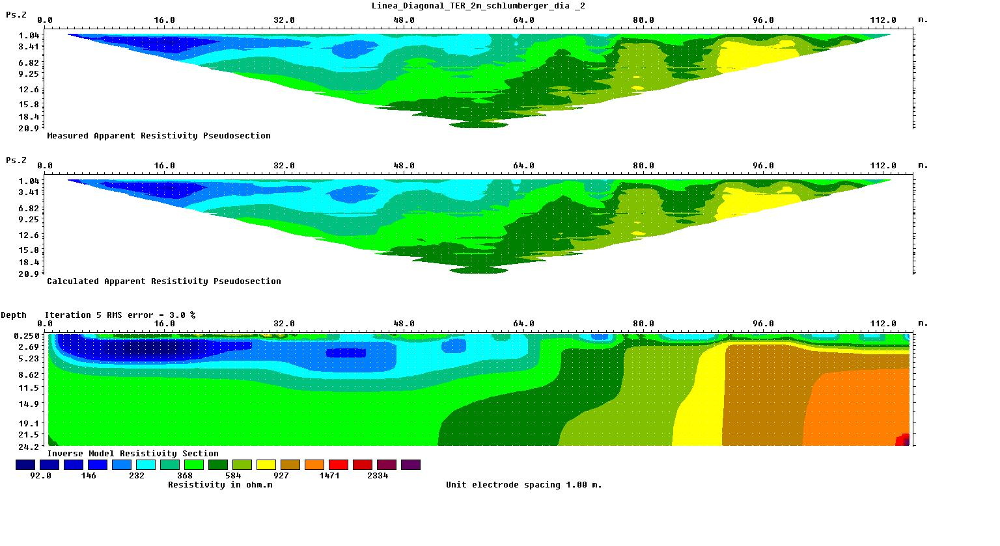 Linea_Diagonal_TER_2m_schlumberger_dia _2
Ps.Z
0.0 16.0 32.0 48.0 64.0 80.0 96.0 112.0 m.
1.04
3.41
6.82
9.25
12.6
15.8
18.4
20.9
Measured Apparent Resistivity Pseudosection
Ps.Z
0.0 16.0 32.0 48.0 64.0 80.0 96.0 112.0 m.
1.04
3.41
6.82
9.25
12.6
15.8
18.4
20.9
Calculated Apparent Resistivity Pseudosection
Depth Iteration 5 RMS error = 3.0 %
0.0 16.0 32.0 48.0 64.0 80.0 96.0 112.0 m.
0.250
2.69
5.23
8.62
11.5
14.9
19.1
21.5
24.2
Inverse Model Resistivity Section
92.0 146 232 368 584 927 1471 2334
Resistivity in ohm.m Unit electrode spacing 1.00 m.